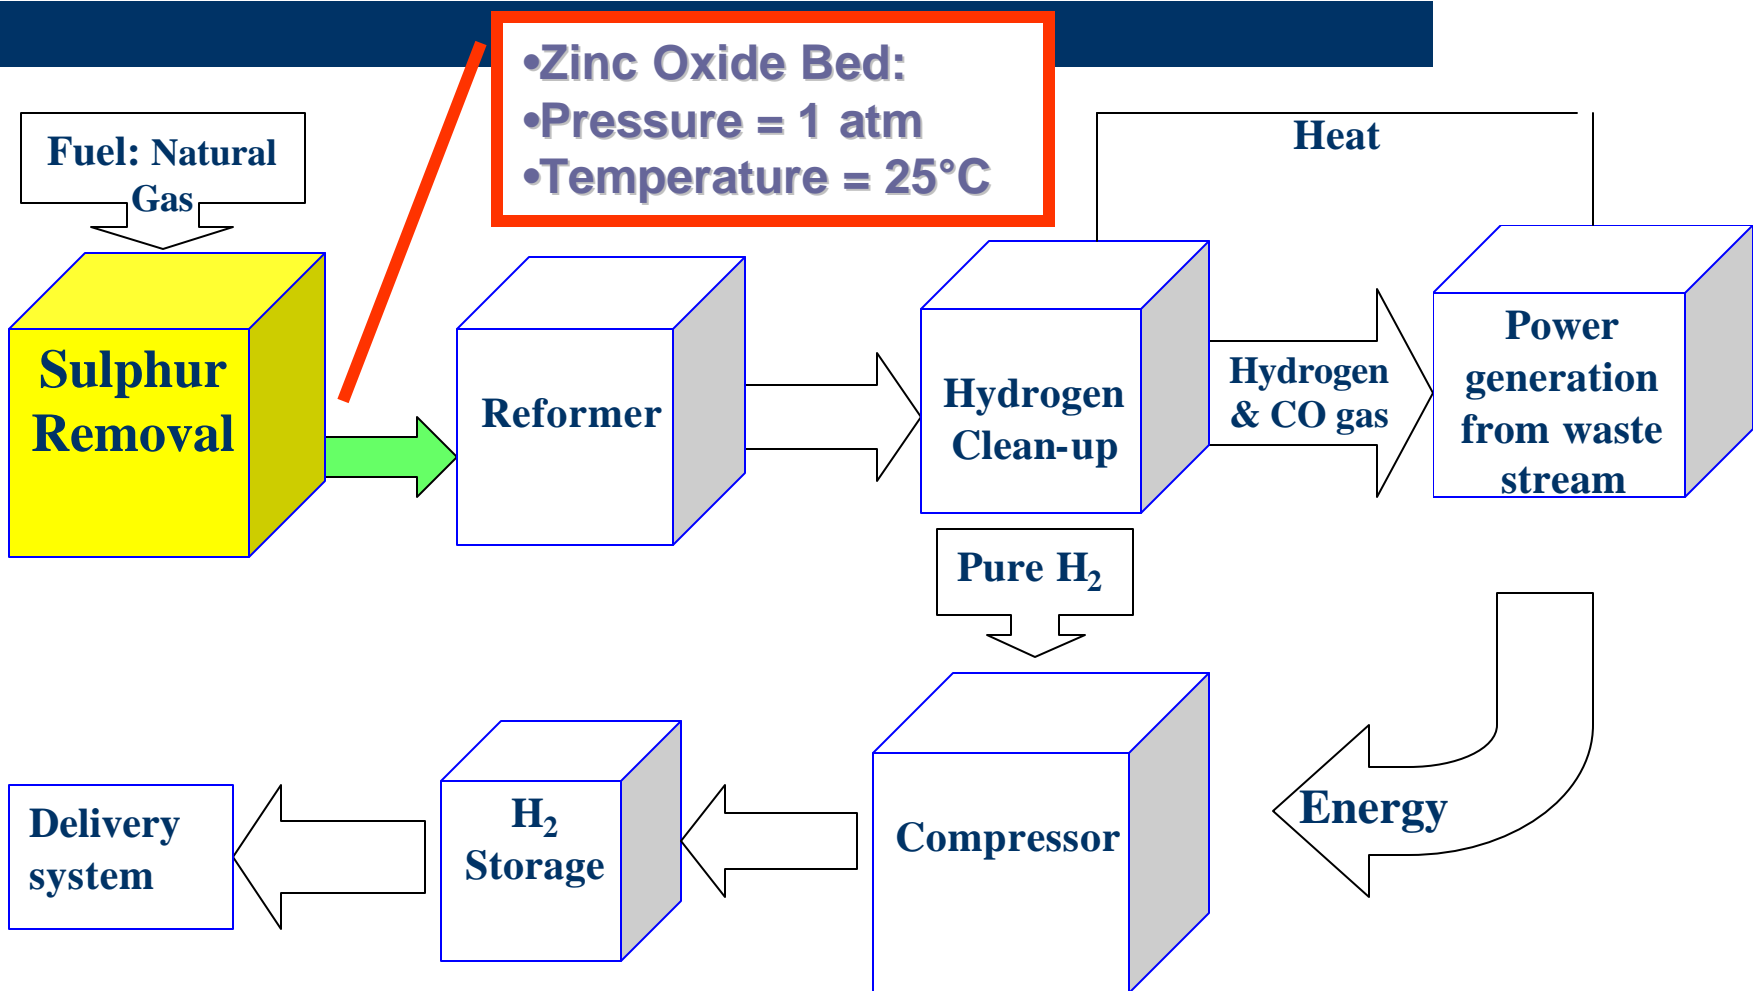 •Zinc Oxide Bed:
•Pressure = 1 atm
•Temperature = 25°C
Fuel: Natural
Gas
Heat
Sulphur
Removal
Reformer
Hydrogen
Clean-up
Hydrogen
& CO gas
Power
generation
from waste
stream
Pure H₂
Energy
Compressor
H₂
Storage
Delivery
system